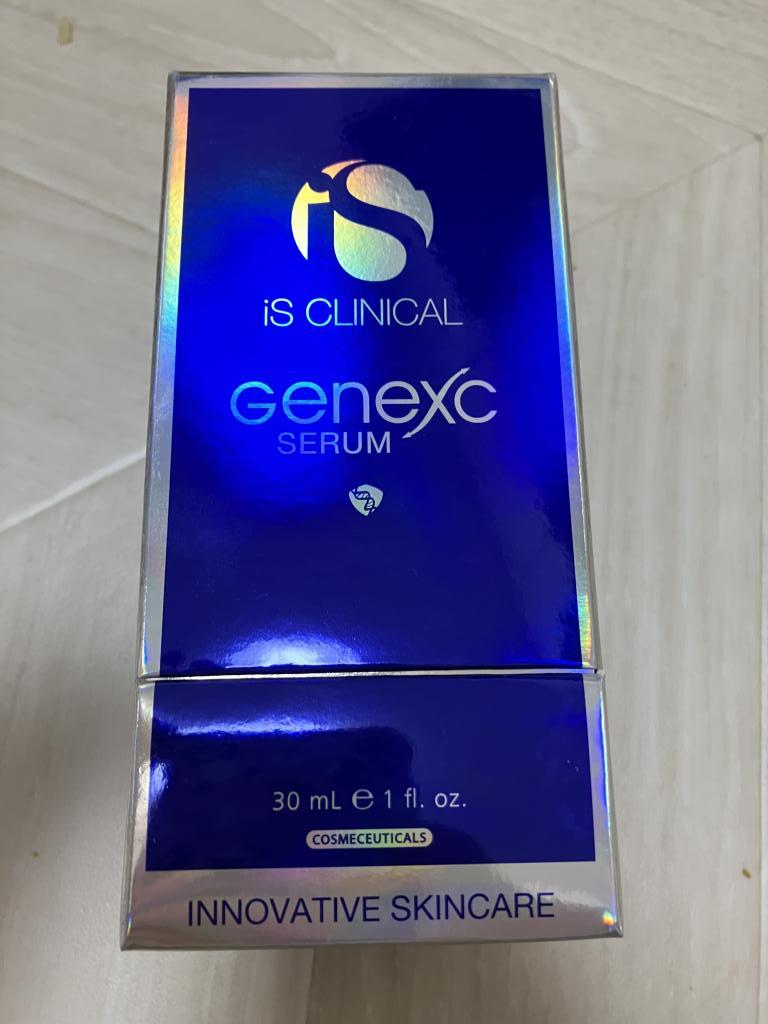 iS
iS CLINICAL
GenexC
SERUM
30 mL ℮ 1 fl. oz.
COSMECEUTICALS
INNOVATIVE SKINCARE